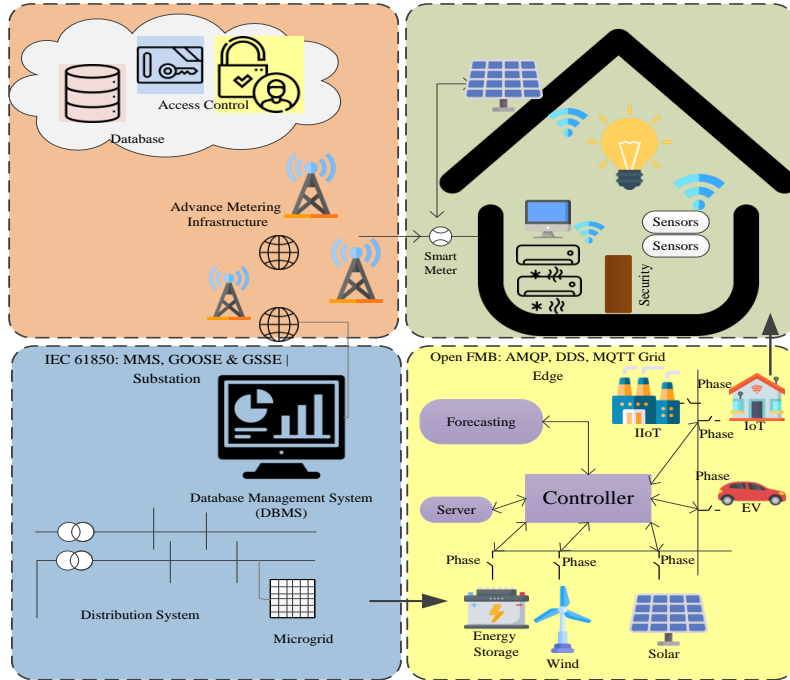 Access Control
Database
Advance Metering
Infrastructure
Smart
Meter
Sensors
Sensors
Security
IEC 61850: MMS, GOOSE & GSSE |
Substation
Database Management System
(DBMS)
Distribution System
Microgrid
Open FMB: AMQP, DDS, MQTT Grid
Edge
Phase
IIoT
IoT
Phase
Forecasting
Phase
Controller
Server
EV
Phase
Phase
Phase
Energy
Storage
Wind
Solar